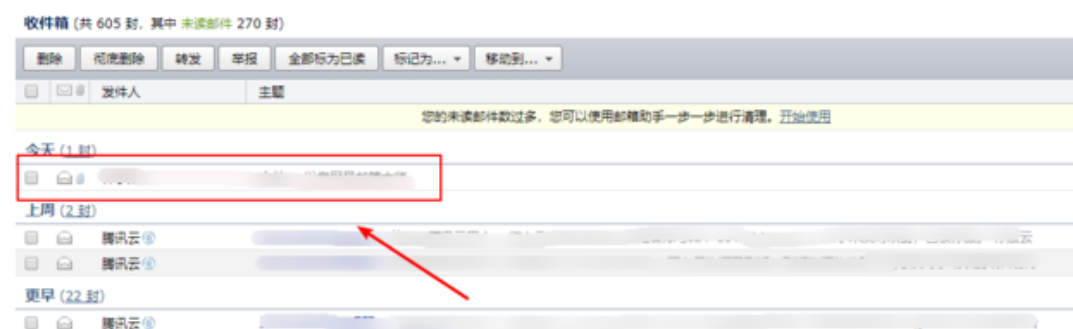 收件箱 (共 605 封, 其中 未读邮件 270 封)
删除 彻底删除 转发 举报 全部标为已读 标记为... 移动到...
发件人 主题
您的未读邮件数过多, 您可以使用邮箱助手一步一步进行清理。开始使用
今天 (1 封)
上周 (2 封)
腾讯云
腾讯云
更早 (22 封)
腾讯云